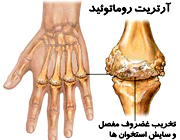 آرتریت روماتوئید
تخریب غضروف مفصل
و سایش استخوان ها